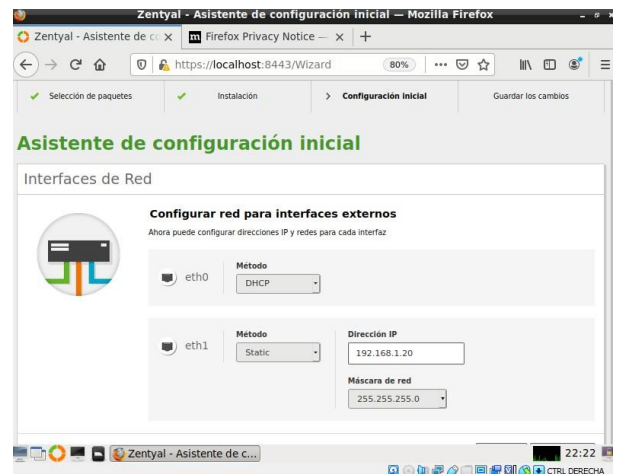 Zentyal - Asistente de configuración inicial — Mozilla Firefox
Zentyal - Asistente de co
Firefox Privacy Notice —
https://localhost:8443/Wizard
80%
Selección de paquetes
Instalación
Configuración inicial
Guardar los cambios
Asistente de configuración inicial
Interfaces de Red
Configurar red para interfaces externos
Ahora puede configurar direcciones IP y redes para cada interfaz
eth0
Método
DHCP
eth1
Método
Static
Dirección IP
192.168.1.20
Máscara de red
255.255.255.0
Zentyal - Asistente de c...
22:22
CTRL DERECHA